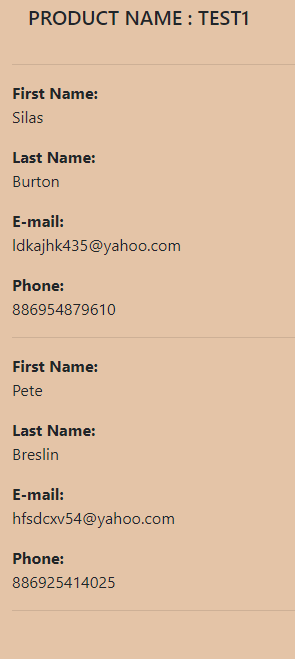 PRODUCT NAME : TEST1
First Name:
Silas
Last Name:
Burton
E-mail:
ldkajhk435@yahoo.com
Phone:
886954879610
First Name:
Pete
Last Name:
Breslin
E-mail:
hfsdcxv54@yahoo.com
Phone:
886925414025